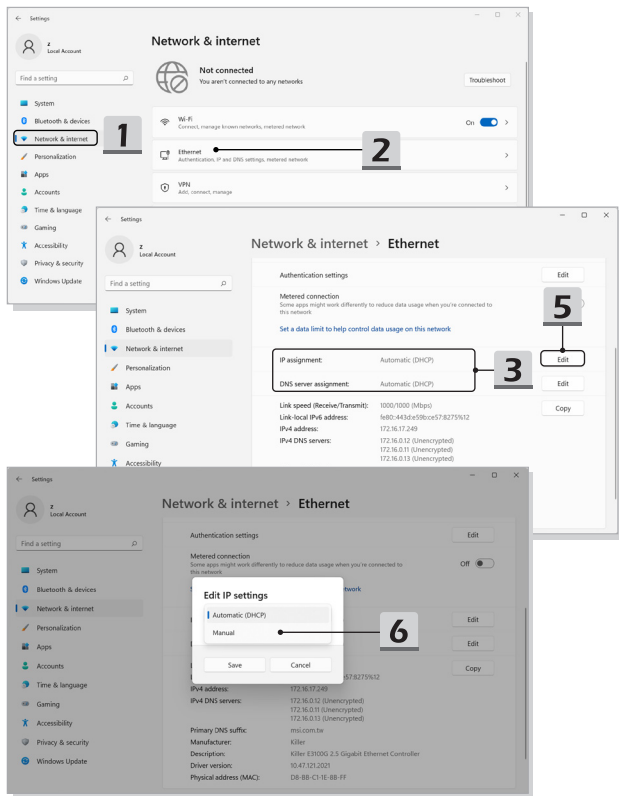 ← Settings
Z
Local Account
Find a setting
System
Bluetooth & devices
Network & internet
Personalization
Apps
Accounts
Time & language
Gaming
Accessibility
Privacy & security
Windows Update
Network & internet
Not connected
You aren't connected to any networks
Troubleshoot
Wi-Fi
Connect, manage known networks, metered network
On
Ethernet
Authentication, IP and DNS settings, metered network
VPN
Add, connect, manage
1
2
← Settings
Z
Local Account
Find a setting
System
Bluetooth & devices
Network & internet
Personalization
Apps
Accounts
Time & language
Gaming
Accessibility
Network & internet > Ethernet
Authentication settings
Edit
Metered connection
Some apps might work differently to reduce data usage when you're connected to
this network
Set a data limit to help control data usage on this network
5
IP assignment: Automatic (DHCP)
Edit
3
DNS server assignment: Automatic (DHCP)
Edit
Link speed (Receive/Transmit): 1000/1000 (Mbps)
Copy
Link-local IPv6 address: fe80::443d:e59b:ce57:8275%12
IPv4 address: 172.16.17.249
IPv4 DNS servers: 172.16.0.12 (Unencrypted)
172.16.0.11 (Unencrypted)
172.16.0.13 (Unencrypted)
← Settings
Z
Local Account
Find a setting
System
Bluetooth & devices
Network & internet
Personalization
Apps
Accounts
Time & language
Gaming
Accessibility
Privacy & security
Windows Update
Network & internet > Ethernet
Authentication settings
Edit
Metered connection
Some apps might work differently to reduce data usage when you're connected to
this network
Off
twork
Edit IP settings
Automatic (DHCP)
Manual
6
Save
Cancel
Edit
Edit
Copy
e57:8275%12
IPv4 address: 172.16.17.249
IPv4 DNS servers: 172.16.0.12 (Unencrypted)
172.16.0.11 (Unencrypted)
172.16.0.13 (Unencrypted)
Primary DNS suffix: msi.com.tw
Manufacturer: Killer
Description: Killer E3100G 2.5 Gigabit Ethernet Controller
Driver version: 10.47.121.2021
Physical address (MAC): D8-BB-C1-1E-8B-FF